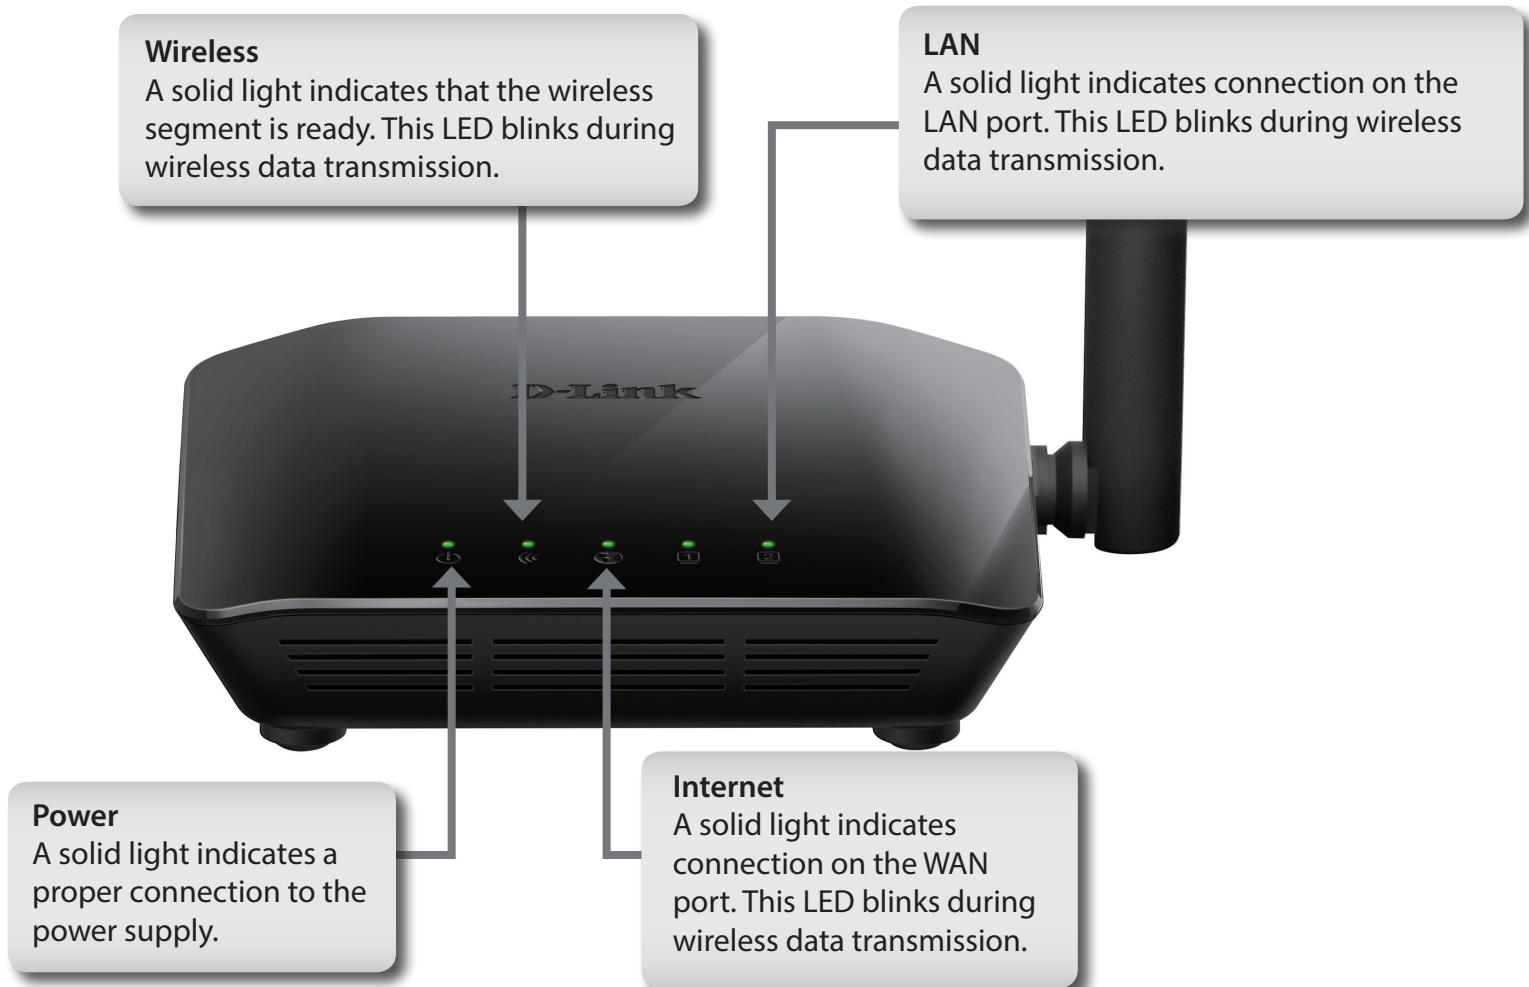 Wireless
A solid light indicates that the wireless
segment is ready. This LED blinks during
wireless data transmission.
LAN
A solid light indicates connection on the
LAN port. This LED blinks during wireless
data transmission.
D-Link
1
2
Power
A solid light indicates a
proper connection to the
power supply.
Internet
A solid light indicates
connection on the WAN
port. This LED blinks during
wireless data transmission.